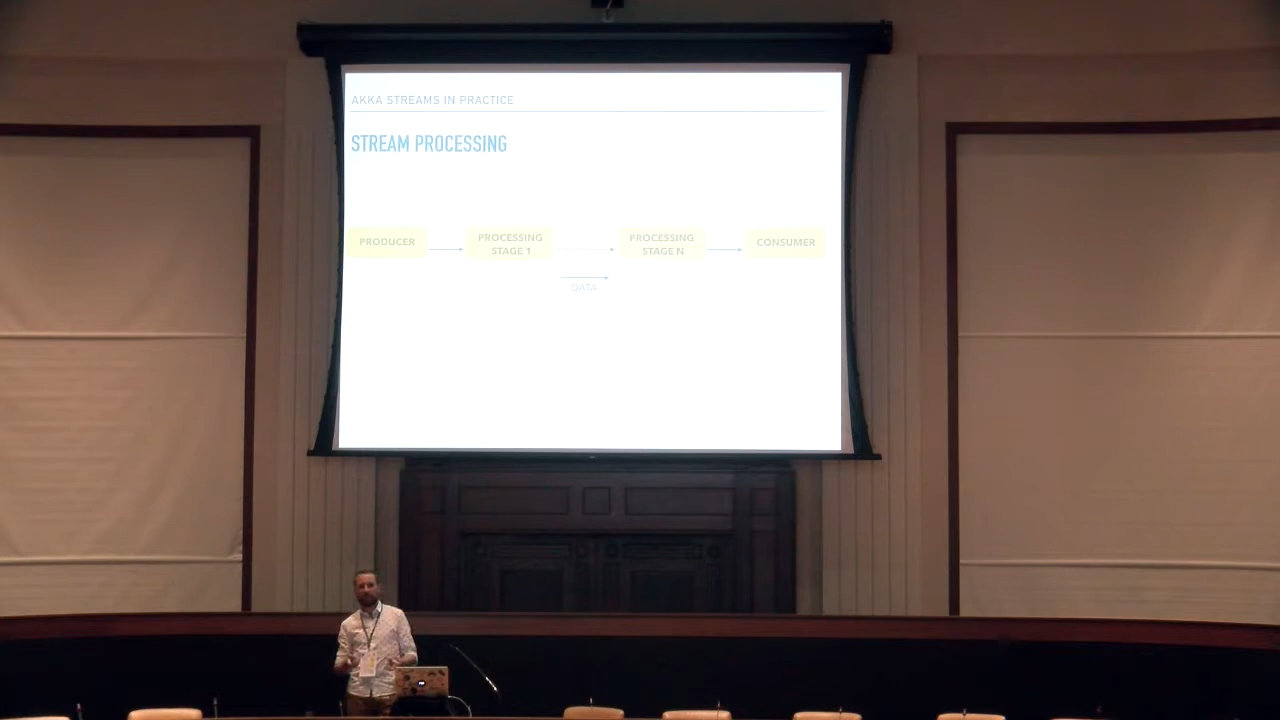 AKKA STREAMS IN PRACTICE
STREAM PROCESSING
PRODUCER
PROCESSING
STAGE 1
PROCESSING
STAGE N
CONSUMER
DATA